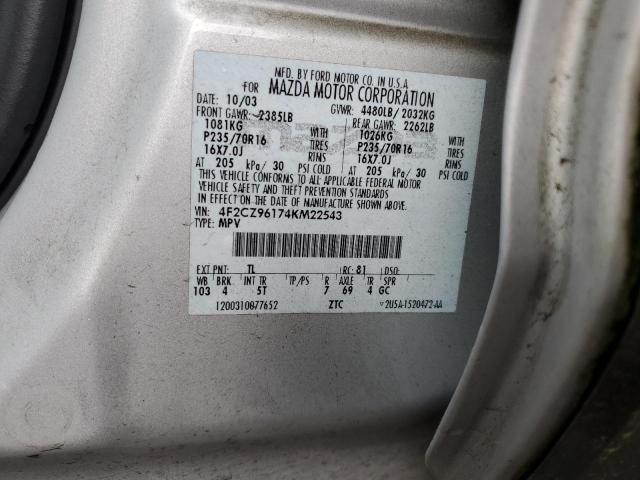 MFD. BY FORD MOTOR CO. IN U.S.A.
FOR MAZDA MOTOR CORPORATION
DATE: 10/03 GVWR: 4480LB/ 2032KG
FRONT GAWR: 2385LB REAR GAWR: 2262LB
1081KG WITH 1026KG WITH
P235/70R16 TIRES P235/70R16 TIRES
16X7.0J RIMS 16X7.0J RIMS
AT 205 kPa/ 30 PSI COLD AT 205 kPa/ 30 PSI COLD
THIS VEHICLE CONFORMS TO ALL APPLICABLE FEDERAL MOTOR
VEHICLE SAFETY AND THEFT PREVENTION STANDARDS
IN EFFECT ON THE DATE OF MANUFACTURE SHOWN ABOVE.
VIN: 4F2CZ96174KM22543
TYPE: MPV
EXT PNT: TL RC: 81 DSO:
WB BRK INT TR TP/PS R AXLE TR SPR
103 4 5T 7 69 4 GC
1200310077652 ZTC 2U5A-1520472-AA